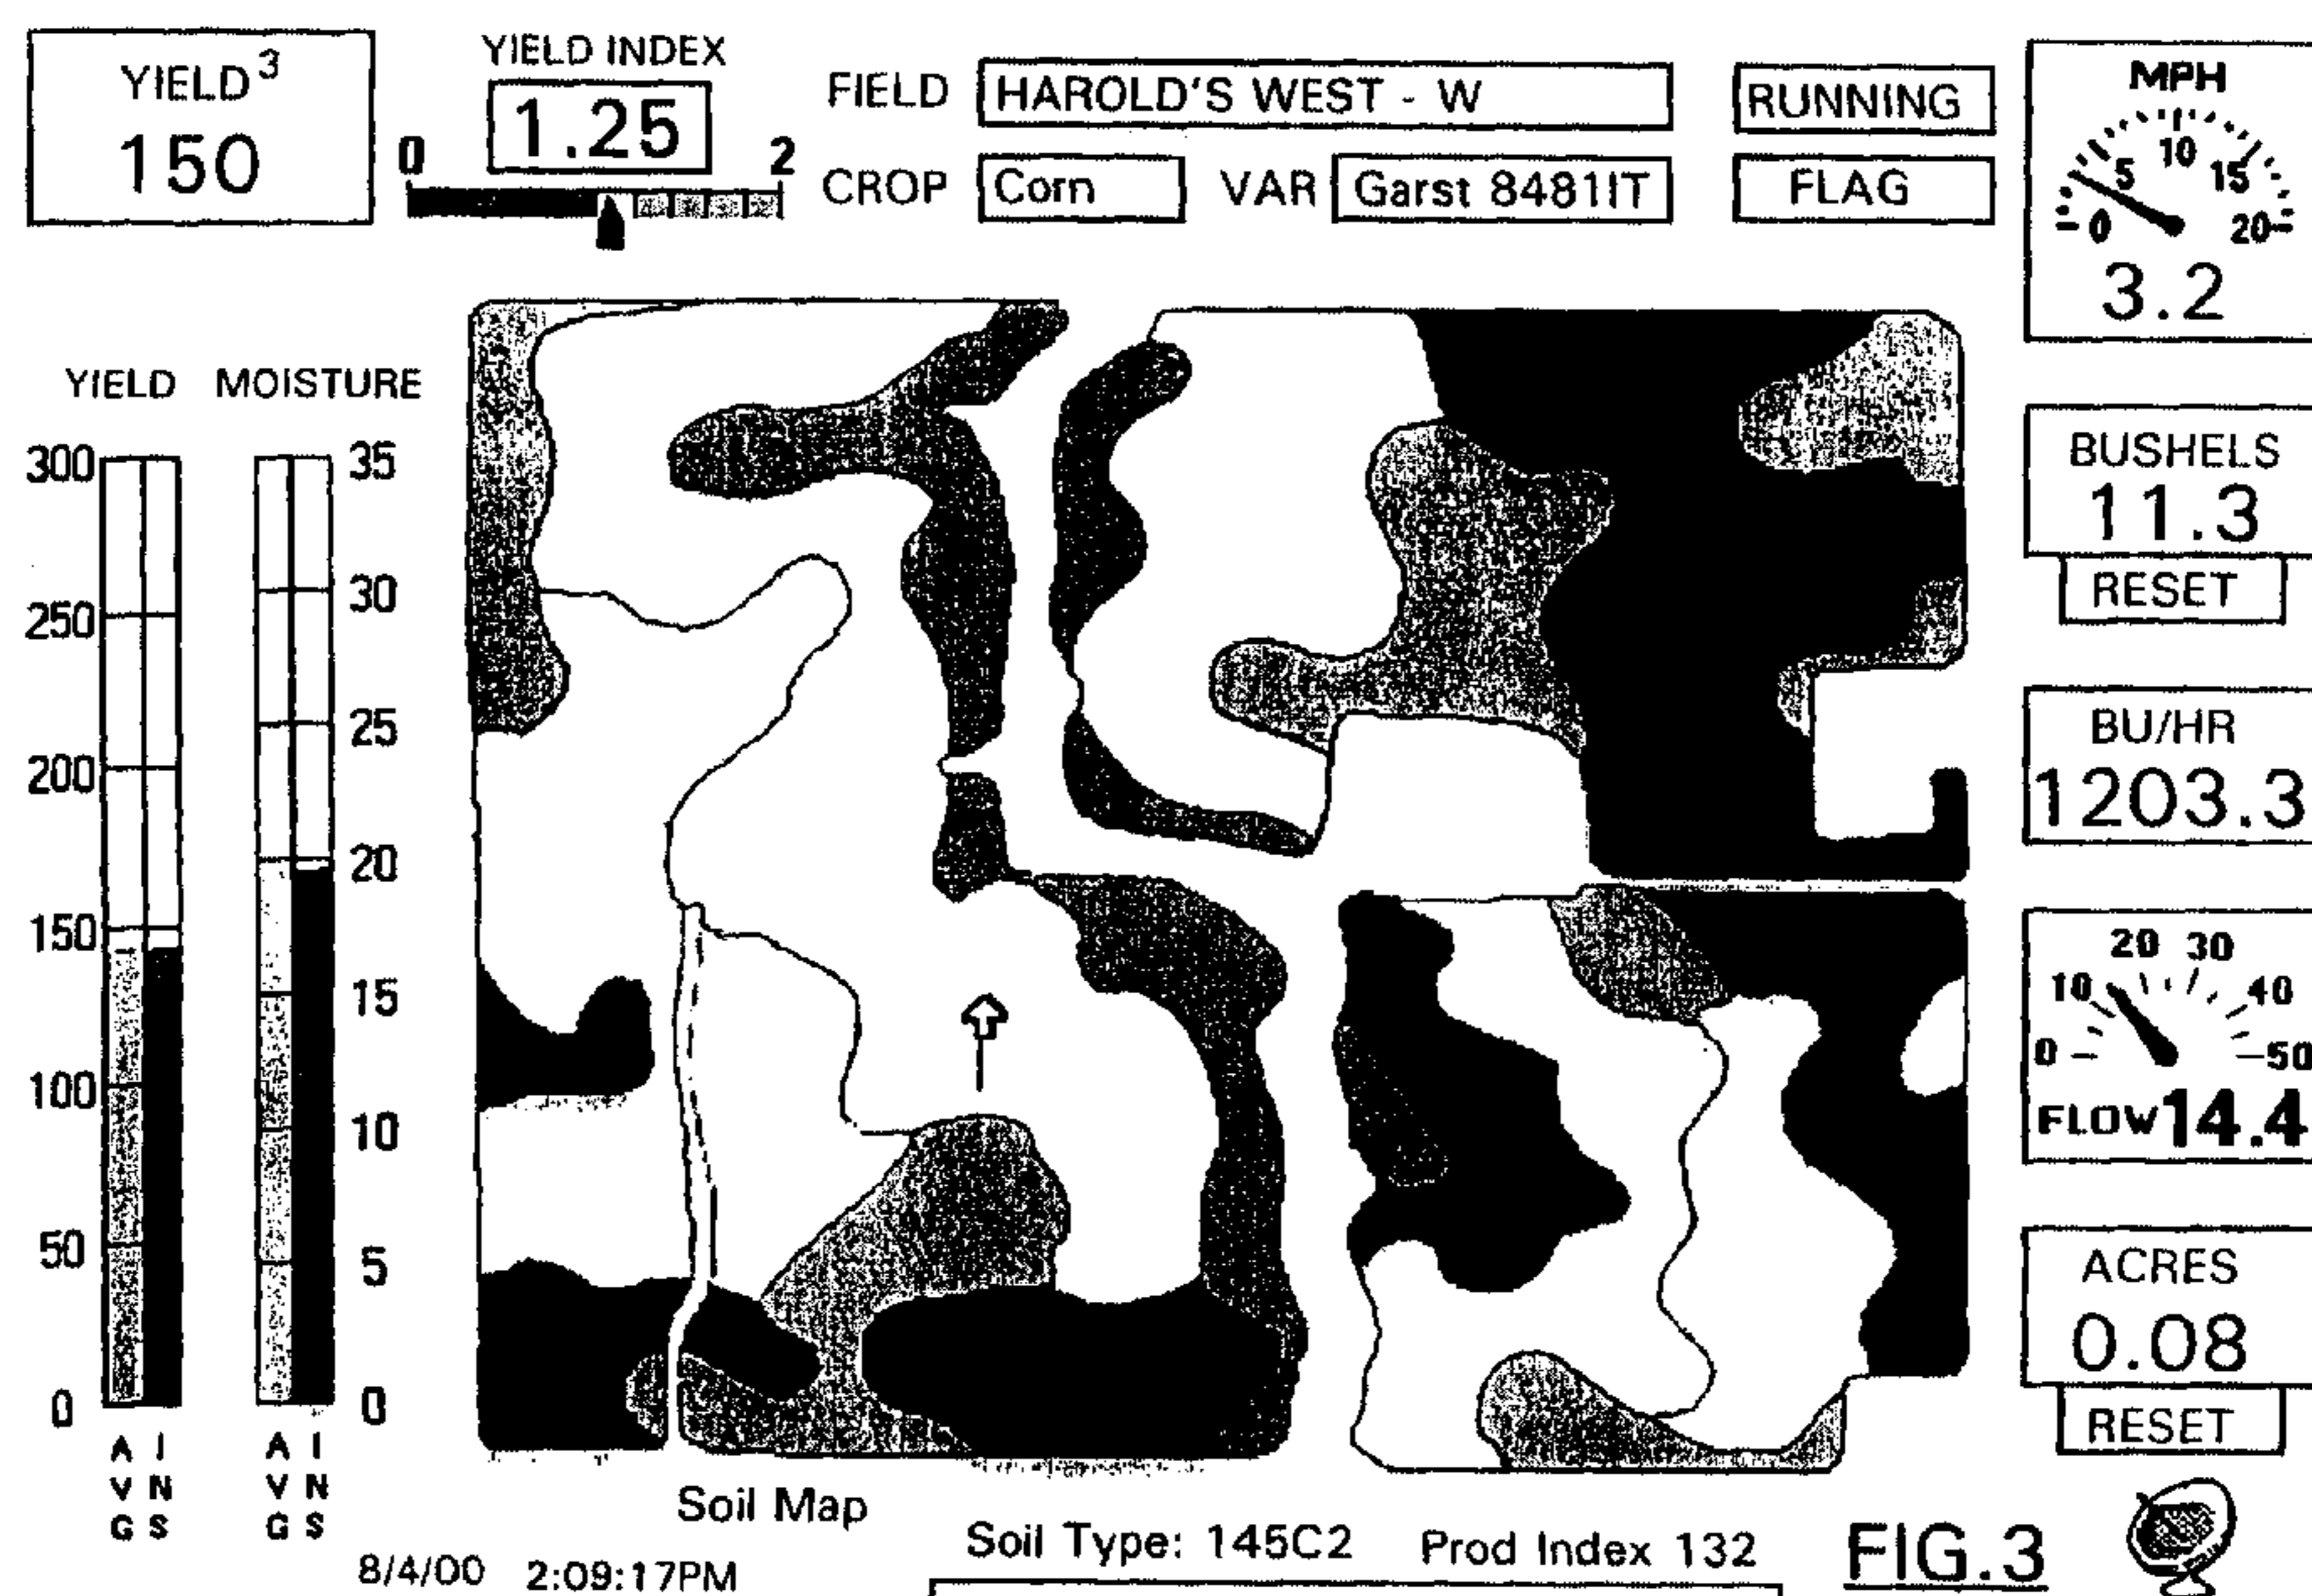 YIELD³
150
YIELD INDEX
1.25
0 2
FIELD HAROLD'S WEST - W
CROP Corn VAR Garst 8481IT
RUNNING
FLAG
MPH
0 5 10 15 20
3.2
YIELD MOISTURE
300
250
200
150
100
50
0
35
30
25
20
15
10
5
0
AVG INS
AVG INS
BUSHELS
11.3
RESET
BU/HR
1203.3
0 10 20 30 40 50
FLOW 14.4
ACRES
0.08
RESET
Soil Map
8/4/00 2:09:17PM
Soil Type: 145C2 Prod Index 132
FIG.3